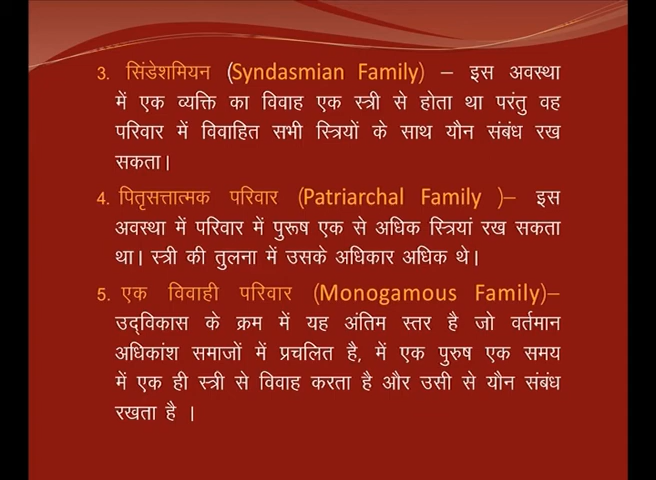 3. सिंडेशमियन (Syndasmian Family) – इस अवस्था
में एक व्यक्ति का विवाह एक स्त्री से होता था परंतु वह
परिवार में विवाहित सभी स्त्रियों के साथ यौन संबंध रख
सकता।
4. पितृसत्तात्मक परिवार (Patriarchal Family )– इस
अवस्था में परिवार में पुरूष एक से अधिक स्त्रियां रख सकता
था। स्त्री की तुलना में उसके अधिकार अधिक थे।
5. एक विवाही परिवार (Monogamous Family)–
उद्विकास के क्रम में यह अंतिम स्तर है जो वर्तमान
अधिकांश समाजों में प्रचलित है, में एक पुरुष एक समय
में एक ही स्त्री से विवाह करता है और उसी से यौन संबंध
रखता है ।